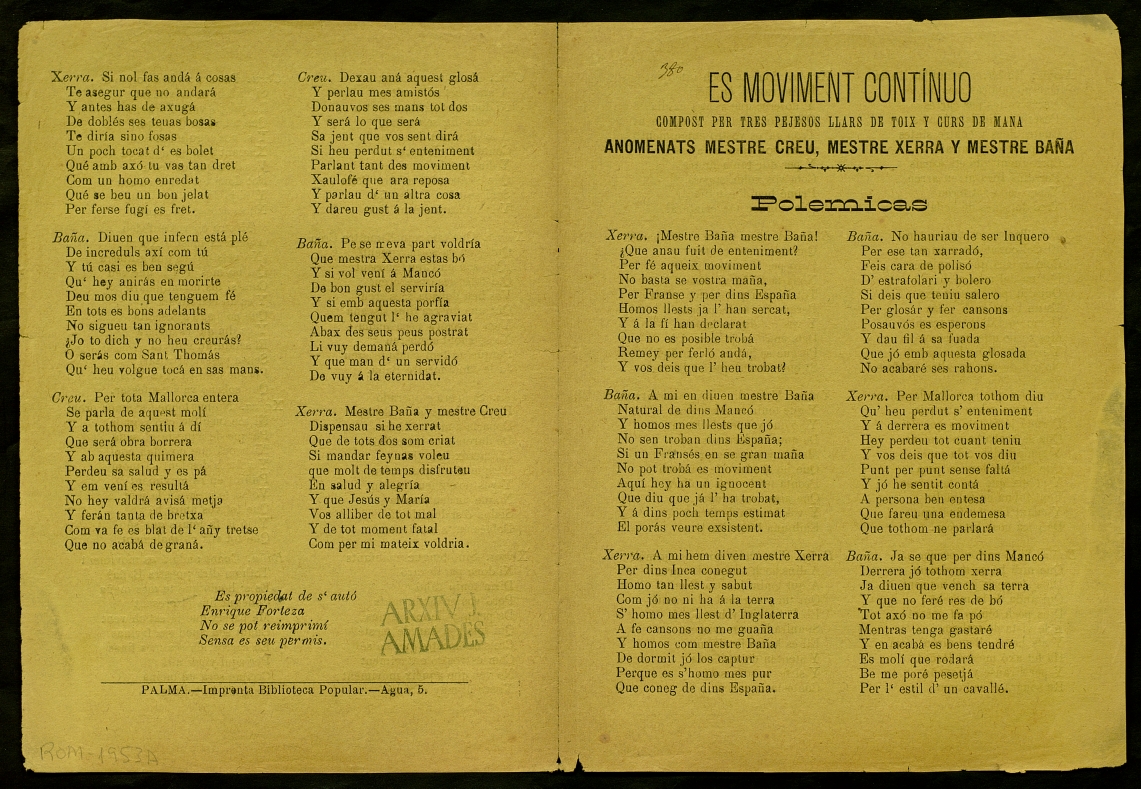 380
ES MOVIMENT CONTÍNUO
COMPOST PER TRES PEJESOS LLARS DE TOIX Y CURS DE MANA
ANOMENATS MESTRE CREU, MESTRE XERRA Y MESTRE BAÑA
Polemicas
Xerra. ¡Mestre Baña mestre Baña!
¿Que anau fuit de enteniment?
Per fé aqueix moviment
No basta se vostra maña,
Per Franse y per dins España
Homos llests ja l' han sercat,
Y á la fí han declarat
Que no es posible trobá
Remey per ferló andá,
Y vos deis que l' heu trobat?
Baña. A mi en diuen mestre Baña
Natural de dins Mancó
Y homos mes llests que jó
No sen troban dins España;
Si un Fransés en se gran maña
No pot trobá es moviment
Aquí hey ha un ignocent
Que diu que já l' ha trobat,
Y á dins poch temps estimat
El porás veure exsistent.
Xerra. A mi hem diven mestre Xerra
Per dins Inca conegut
Homo tan llest y sabut
Com jó no ni ha á la terra
S' homo mes llest d' Inglaterra
A fe cansons no me guaña
Y homos com mestre Baña
De dormit jó los captur
Perque es s'homo mes pur
Que coneg de dins España.
Baña. No hauriau de ser Inquero
Per ese tan xarradó,
Feis cara de polisó
D' estrafolari y bolero
Si deis que teniu salero
Per glosár y fer cansons
Posauvós es esperons
Y dau fil á sa fuada
Que jó emb aquesta glosada
No acabaré ses rahons.
Xerra. Per Mallorca tothom diu
Qu' heu perdut s' enteniment
Y á derrera es moviment
Hey perdeu tot cuant teniu
Y vos deis que tot vos diu
Punt per punt sense faltá
Y jó he sentit contá
A persona ben entesa
Que fareu una endemesa
Que tothom ne parlará
Baña. Ja se que per dins Mancó
Derrera jó tothom xerra
Ja diuen que vench sa terra
Y que no feré res de bó
Tot axó no me fa pó
Mentras tenga gastaré
Y en acabá es bens tendré
Es molí que rodará
Be me poré pesetjá
Per l' estil d' un cavallé.
Xerra. Si nol fas andá á cosas
Te asegur que no andará
Y antes has de axugá
De doblés ses teuas bosas
Te diría sino fosas
Un poch tocat d' es bolet
Qué amb axó tu vas tan dret
Com un homo enredat
Qué se beu un bon jelat
Per ferse fugí es fret.
Baña. Diuen que infern está plé
De increduls axí com tú
Y tú casi es ben segú
Qu' hey anirás en morirte
Deu mos diu que tenguem fé
En tots es bons adelants
No sigueu tan ignorants
¿Jo to dich y no heu creurás?
O serás com Sant Thomás
Qu' heu volgue tocá en sas mans.
Creu. Per tota Mallorca entera
Se parla de aquest molí
Y a tothom sentiu á dí
Que será obra borrera
Y ab aquesta quimera
Perdeu sa salud y es pá
Y em vení es resultá
No hey valdrá avisá metje
Y ferán tanta de bretxa
Com va fe es blat de l' añy tretse
Que no acabá de graná.
Creu. Dexau aná aquest glosá
Y perlau mes amistós
Donauvos ses mans tot dos
Y será lo que será
Sa jent que vos sent dirá
Si heu perdut s' enteniment
Parlant tant des moviment
Xaulofé que ara reposa
Y parlau d' un altra cosa
Y dareu gust á la jent.
Baña. Pe se meva part voldría
Que mestra Xerra estas bó
Y si vol vení á Mancó
De bon gust el serviría
Y si emb aquesta porfía
Quem tengut l' he agraviat
Abax des seus peus postrat
Li vuy demaná perdó
Y que man d' un servidó
De vuy á la eternidat.
Xerra. Mestre Baña y mestre Creu
Dispensau si he xerrat
Que de tots dos som criat
Si mandar feynas voleu
que molt de temps disfruteu
En salud y alegría
Y que Jesús y María
Vos alliber de tot mal
Y de tot moment fatal
Com per mi mateix voldria.
Es propiedat de s' autó
Enrique Forteza
No se pot reimprimí
Sensa es seu permis.
ARXIV J.
AMADES
PALMA.—Imprenta Biblioteca Popular.—Agua, 5.
ROM-1953A